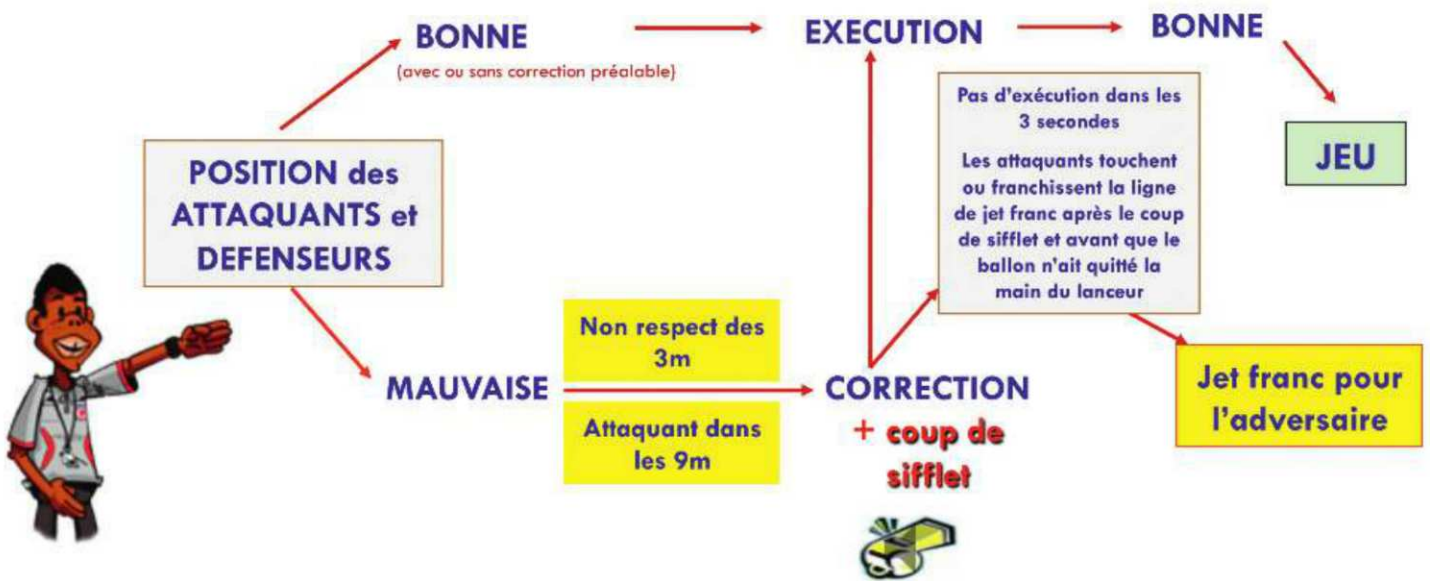 BONNE
(avec ou sans correction préalable)
EXECUTION
BONNE
Pas d'exécution dans les
3 secondes
Les attaquants touchent
ou franchissent la ligne
de jet franc après le coup
de sifflet et avant que le
ballon n'ait quitté la
main du lanceur
JEU
POSITION des
ATTAQUANTS et
DEFENSEURS
Non respect des
3m
MAUVAISE
CORRECTION
Attaquant dans
les 9m
+ coup de
sifflet
Jet franc pour
l'adversaire